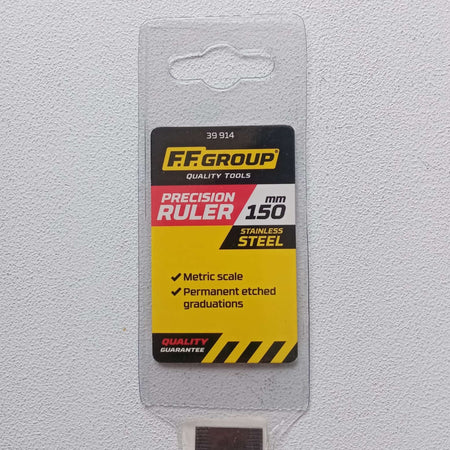 39 914
F.F. GROUP®
QUALITY TOOLS
PRECISION
RULER
mm
150
STAINLESS
STEEL
✓ Metric scale
✓ Permanent etched
graduations
QUALITY
GUARANTEE